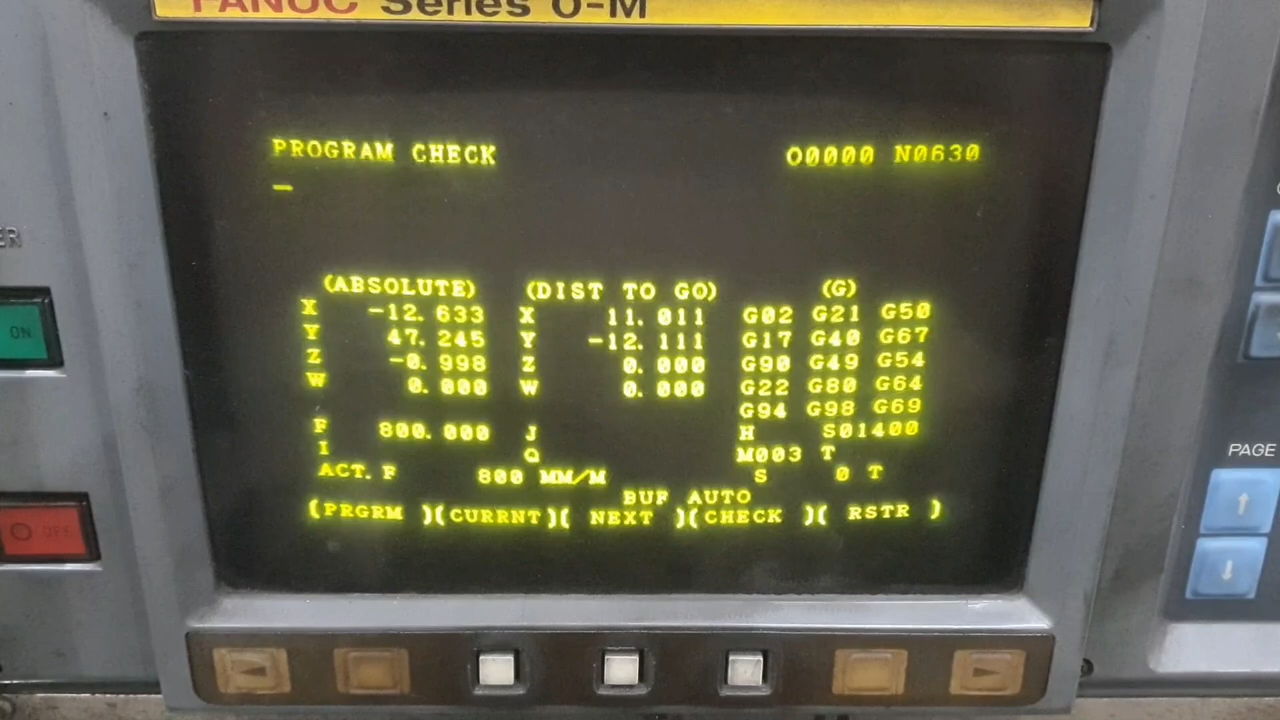 FANUC Series 0-M
PROGRAM CHECK O0000 N0630
(ABSOLUTE) (DIST TO GO) (G)
X -12.633 X 11.011 G02 G21 G50
Y 47.245 Y -12.111 G17 G40 G67
Z -0.998 Z 0.000 G90 G49 G54
W 0.000 W 0.000 G22 G80 G64
G94 G98 G69
F 800.000 J H S01400
I Q M003 T
ACT. F 800 MM/M S 0 T
BUF AUTO
(PRGRM )(CURRNT)( NEXT )(CHECK )( RSTR )
ER
ON
OFF
PAGE